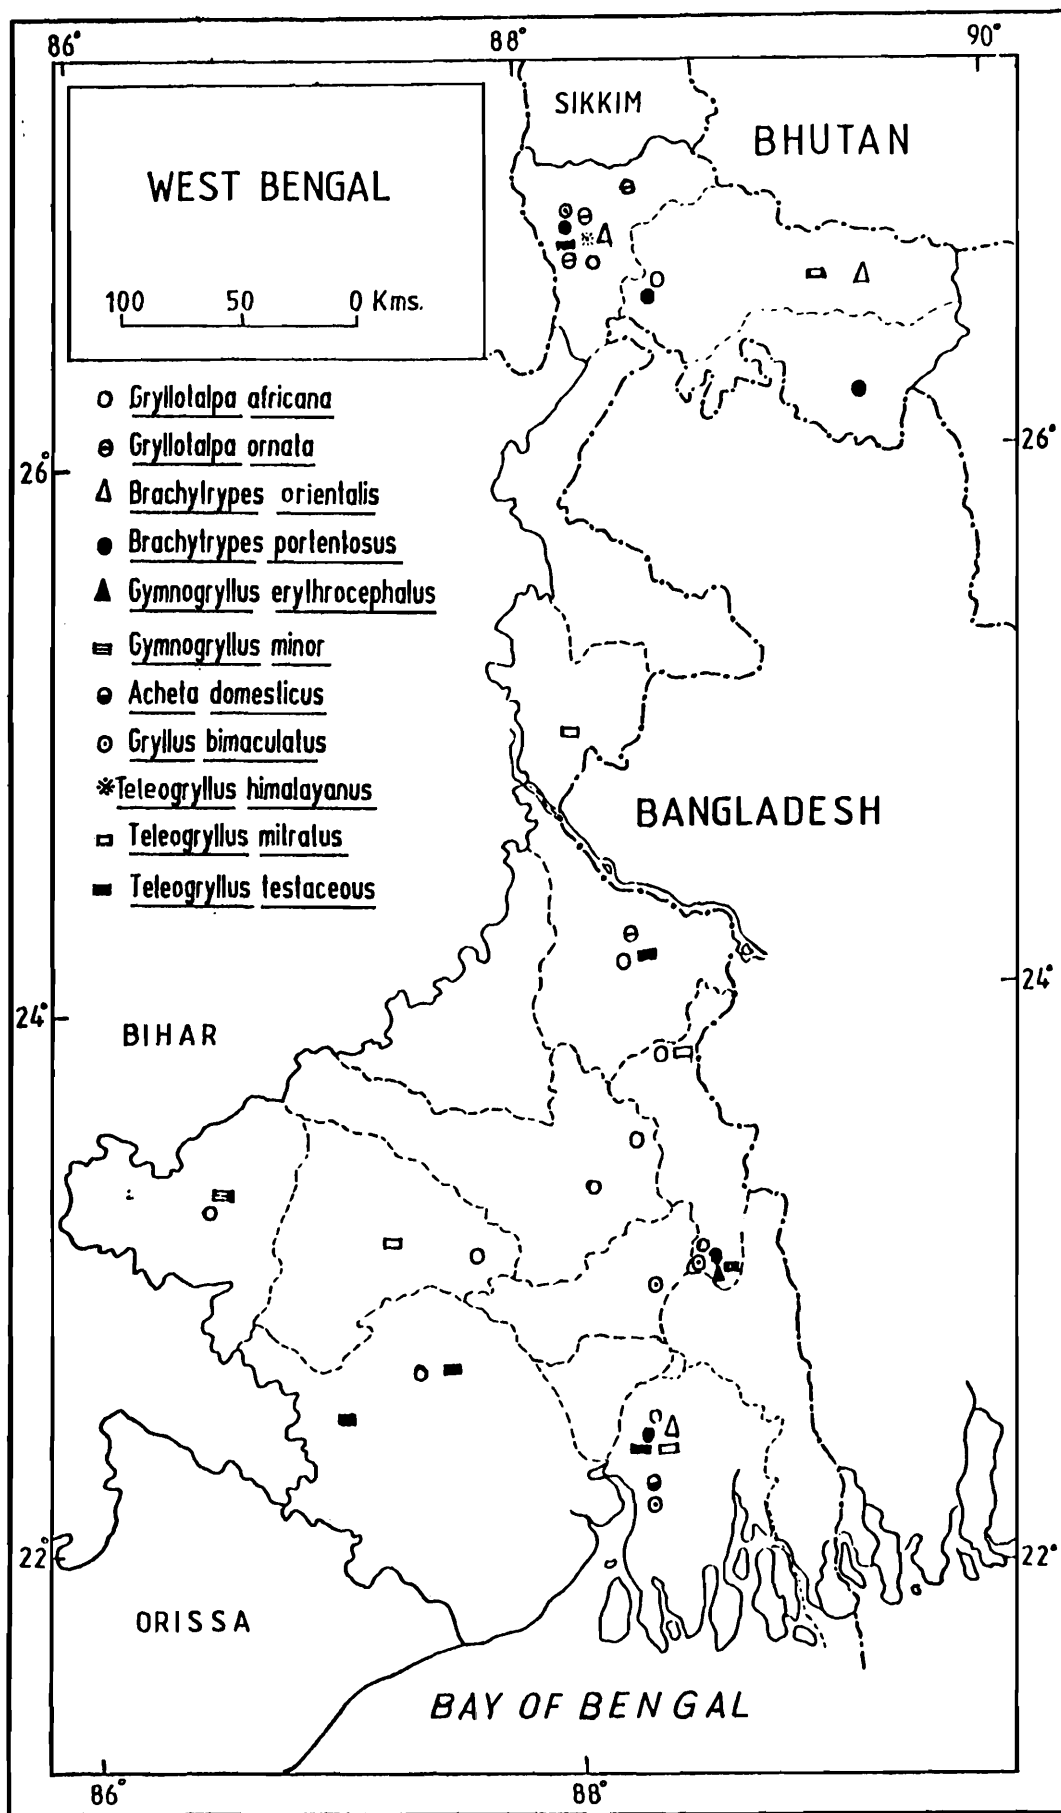 86° 88° 90°
SIKKIM
BHUTAN
WEST BENGAL
100 50 0 Kms.
Gryllotalpa africana
Gryllotalpa ornata
Brachytrypes orientalis
Brachytrypes portentosus
Gymnogryllus erythrocephalus
Gymnogryllus minor
Acheta domesticus
Gryllus bimaculatus
Teleogryllus himalayanus
Teleogryllus mitratus
Teleogryllus testaceous
26° 26°
BANGLADESH
24° 24°
BIHAR
22° 22°
ORISSA
BAY OF BENGAL
86° 88°